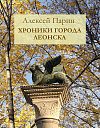 Алексей Парин
ХРОНИКИ ГОРОДА
ЛЕОНСКА